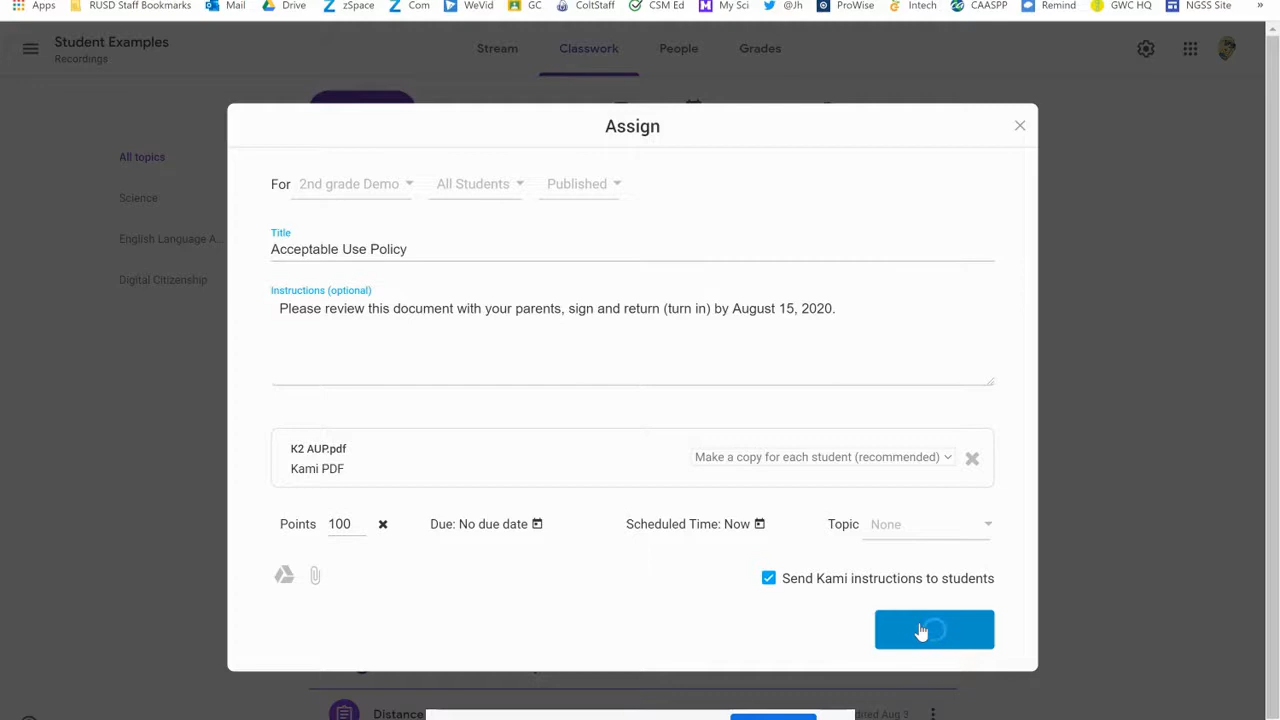 Apps RUSD Staff Bookmarks Mail Drive zSpace Com WeVid GC ColtStaff CSM Ed My Sci @Jh ProWise Intech CAASPP Remind GWC HQ NGSS Site »
Student Examples
Recordings
Stream Classwork People Grades
Assign
All topics
Science
English Language A...
Digital Citizenship
For 2nd grade Demo All Students Published
Title
Acceptable Use Policy
Instructions (optional)
Please review this document with your parents, sign and return (turn in) by August 15, 2020.
K2 AUP.pdf
Kami PDF
Make a copy for each student (recommended)
Points 100 Due: No due date Scheduled Time: Now Topic None
Send Kami instructions to students
Distance
Aug 3